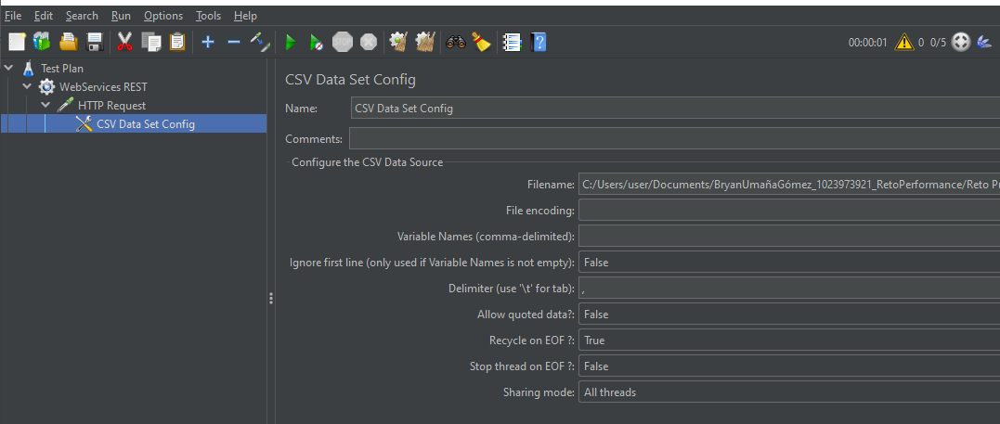 File Edit Search Run Options Tools Help
STOP 00:00:01 0 0/5
Test Plan
WebServices REST
HTTP Request
CSV Data Set Config
CSV Data Set Config
Name: CSV Data Set Config
Comments:
Configure the CSV Data Source
Filename: C:/Users/user/Documents/BryanUmañaGómez_1023973921_RetoPerformance/Reto Pr
File encoding:
Variable Names (comma-delimited):
Ignore first line (only used if Variable Names is not empty): False
Delimiter (use '\t' for tab): ,
Allow quoted data?: False
Recycle on EOF ?: True
Stop thread on EOF ?: False
Sharing mode: All threads